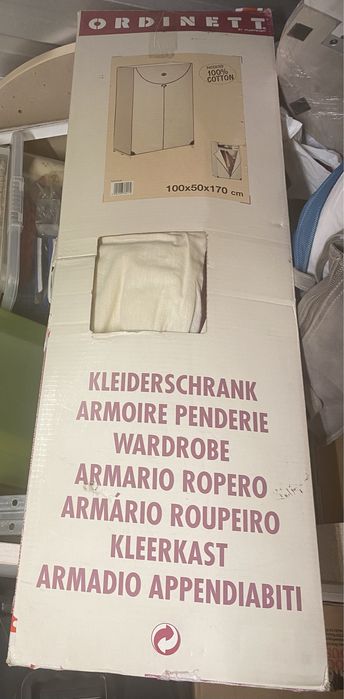 ORDINETT
100%
COTTON
100x50x170 cm
KLEIDERSCHRANK
ARMOIRE PENDERIE
WARDROBE
ARMARIO ROPERO
ARMÁRIO ROUPEIRO
KLEERKAST
ARMADIO APPENDIABITI